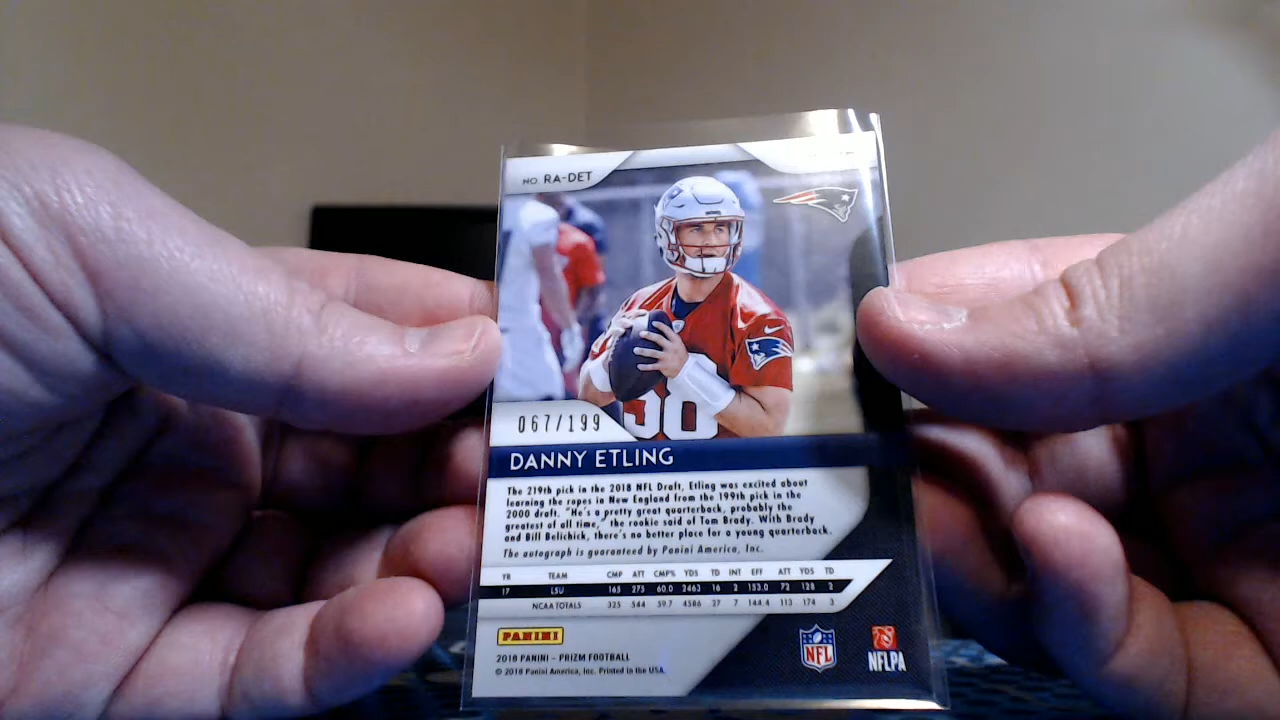 NO. RA-DET
067/199
DANNY ETLING
The 219th pick in the 2018 NFL Draft, Etling was excited about
learning the ropes in New England from the 199th pick in the
2000 draft. "He's a pretty great quarterback, probably the
greatest of all time," the rookie said of Tom Brady. With Brady
and Bill Belichick, there's no better place for a young quarterback.
The autograph is guaranteed by Panini America, Inc.
YR TEAM CMP ATT CMP% YDS TD INT EFF ATT YDS TD
17 LSU 165 275 60.0 2463 16 2 153.0 72 128 2
NCAA TOTALS 325 544 59.7 4586 27 7 144.4 113 174 3
PANINI
2018 PANINI - PRIZM FOOTBALL
© 2018 Panini America, Inc. Printed in the USA.
NFL
NFLPA